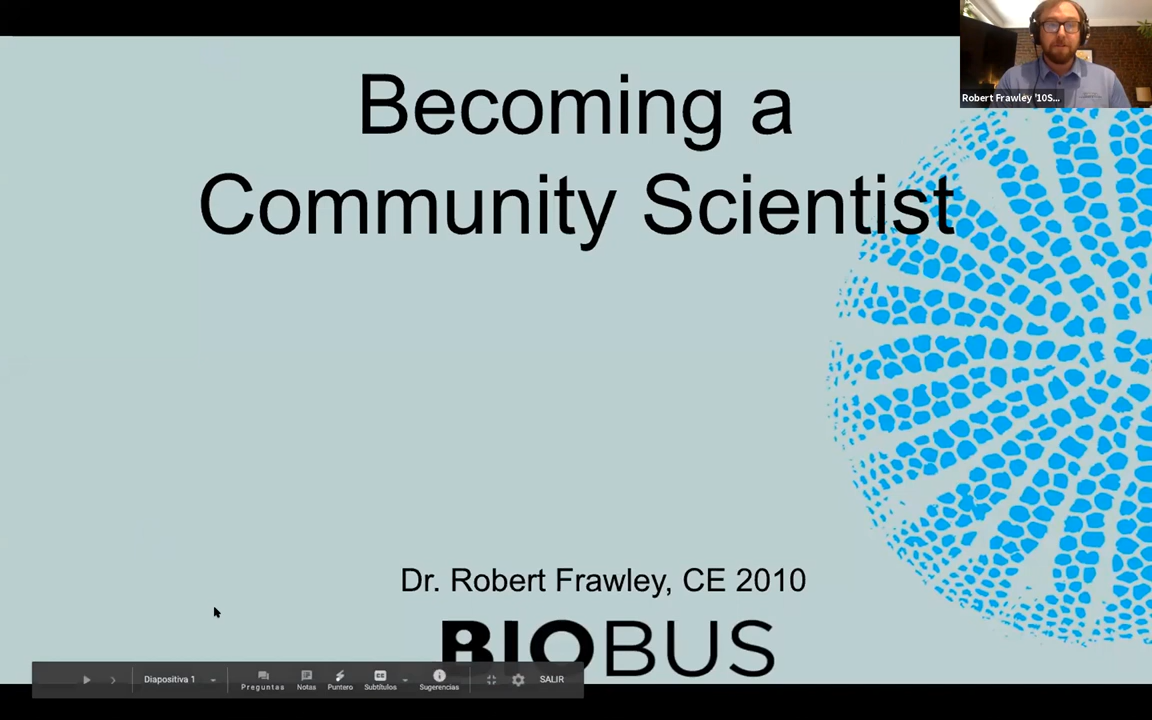 Becoming a
Community Scientist
Robert Frawley '10S...
Dr. Robert Frawley, CE 2010
BIOBUS
Diapositiva 1
Preguntas
Notas
Puntero
Subtítulos
Sugerencias
SALIR